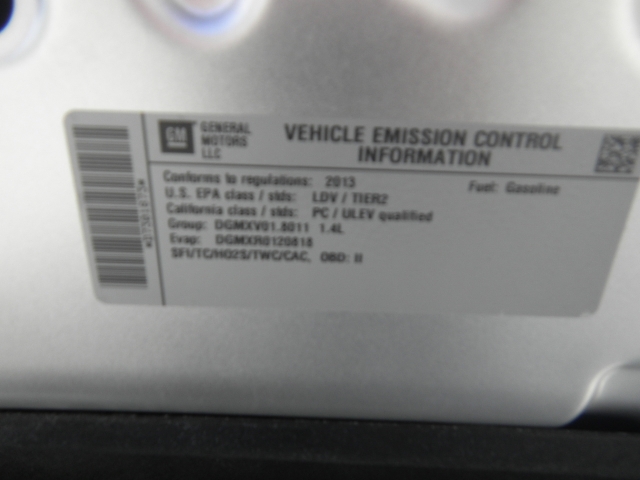 GM GENERAL MOTORS LLC
VEHICLE EMISSION CONTROL INFORMATION
Conforms to regulations: 2013 Fuel: Gasoline
U.S. EPA class / stds: LDV / TIER2
California class / stds: PC / ULEV qualified
Group: DGMXV01.8011 1.4L
Evap: DGMXR0120818
SFI/TC/HO2S/TWC/CAC, OBD: II